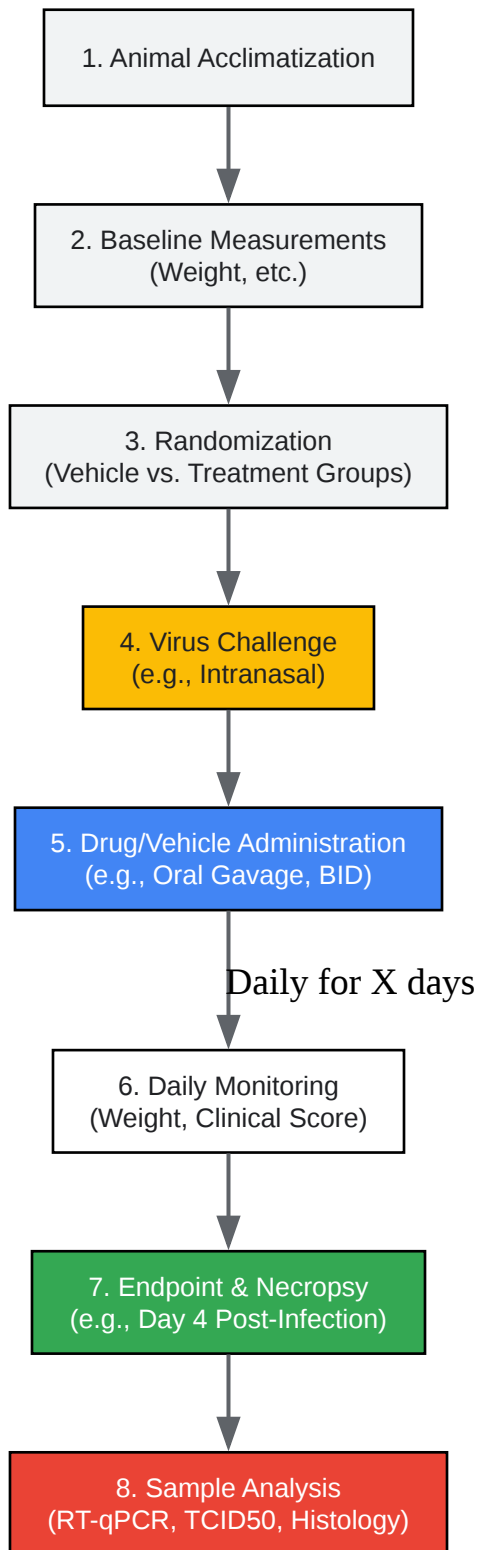 1. Animal Acclimatization
2. Baseline Measurements
(Weight, etc.)
3. Randomization
(Vehicle vs. Treatment Groups)
4. Virus Challenge
(e.g., Intranasal)
5. Drug/Vehicle Administration
(e.g., Oral Gavage, BID)
Daily for X days
6. Daily Monitoring
(Weight, Clinical Score)
7. Endpoint & Necropsy
(e.g., Day 4 Post-Infection)
8. Sample Analysis
(RT-qPCR, TCID50, Histology)